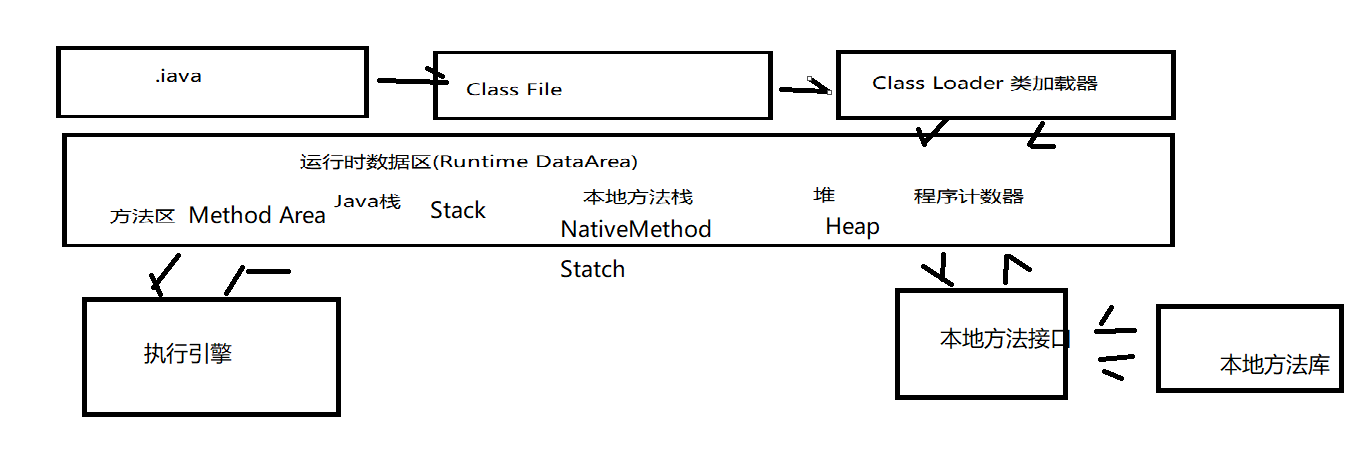 .iava
Class File
Class Loader 类加载器
运行时数据区(Runtime DataArea)
方法区 Method Area
Java栈 Stack
本地方法栈
NativeMethod
Statch
堆
Heap
程序计数器
执行引擎
本地方法接口
本地方法库